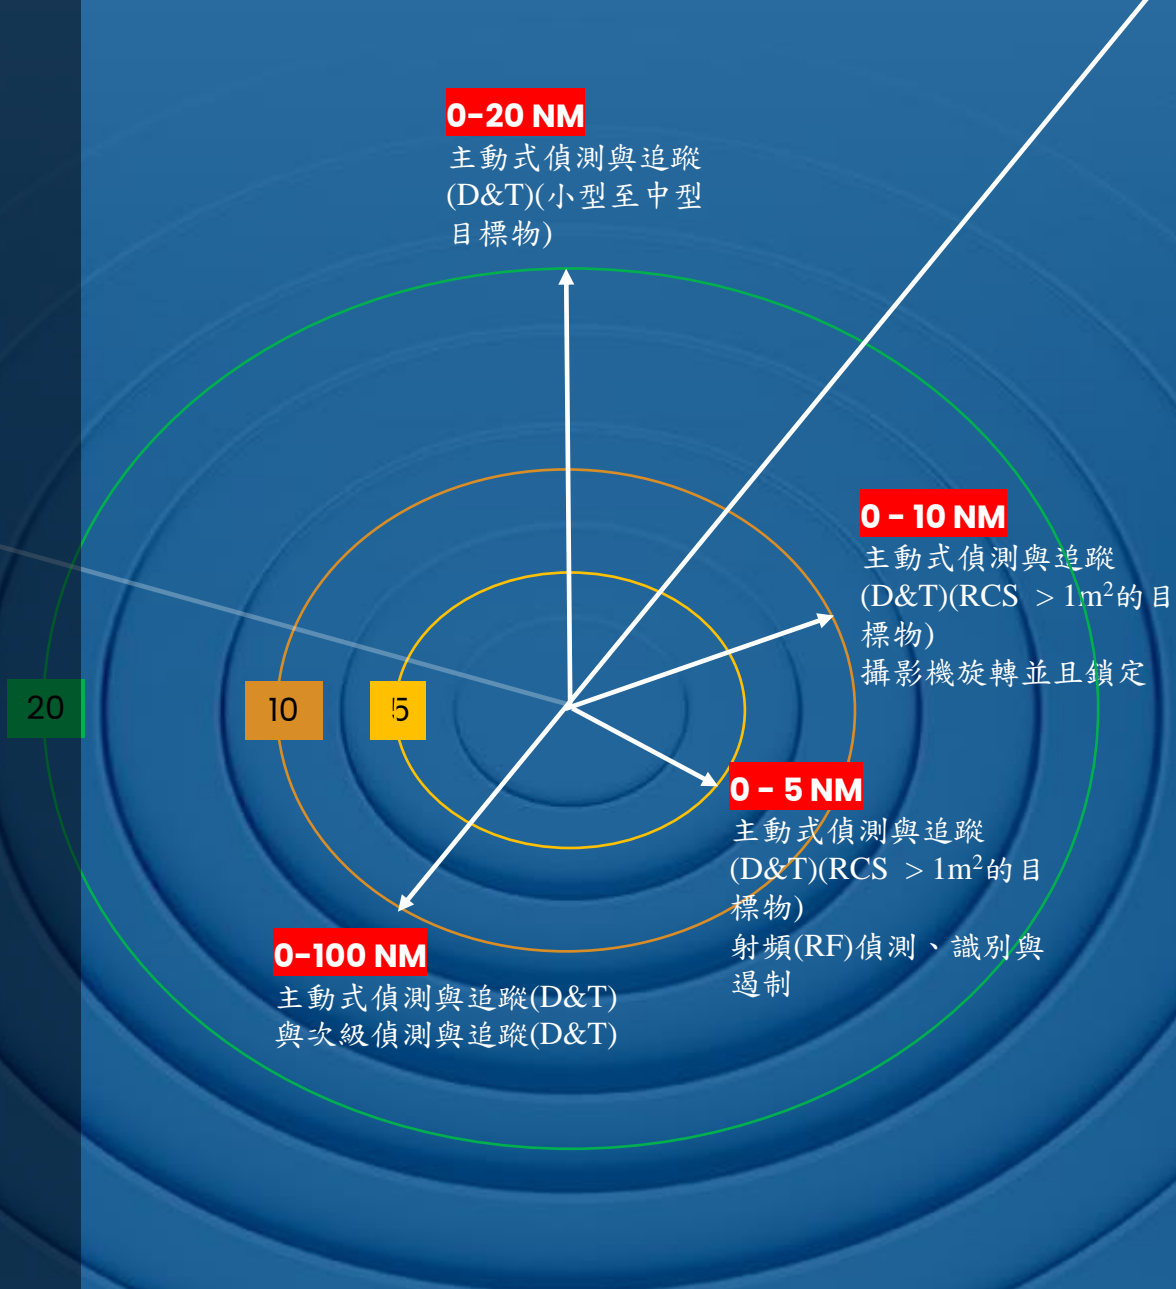 0-20 NM
主動式偵測與追蹤
(D&T)(小型至中型
目標物)
0 - 10 NM
主動式偵測與追蹤
(D&T)(RCS > 1m²的目
標物)
攝影機旋轉並且鎖定
20
10
5
0 - 5 NM
主動式偵測與追蹤
(D&T)(RCS > 1m²的目
標物)
射頻(RF)偵測、識別與
遏制
0-100 NM
主動式偵測與追蹤(D&T)
與次級偵測與追蹤(D&T)